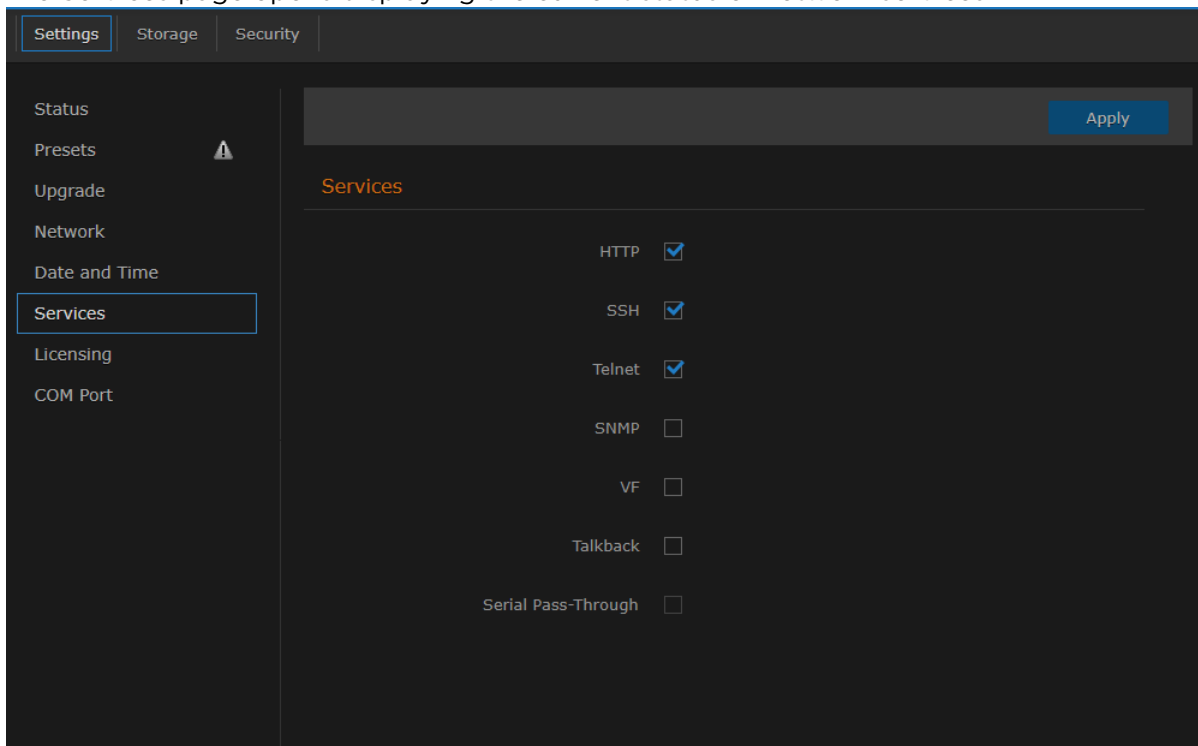 Settings Storage Security
Status
Apply
Presets
Upgrade
Services
Network
HTTP
Date and Time
Services
SSH
Licensing
Telnet
COM Port
SNMP
VF
Talkback
Serial Pass-Through